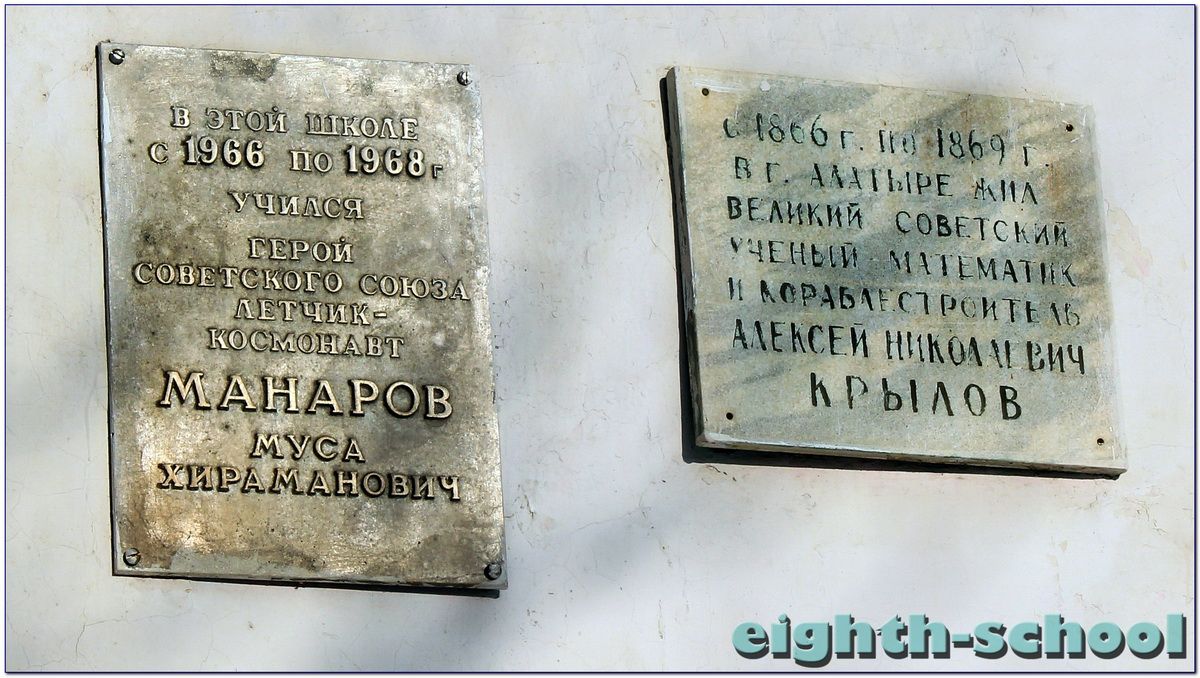 В ЭТОЙ ШКОЛЕ
С 1966 ПО 1968 Г
УЧИЛСЯ
ГЕРОЙ
СОВЕТСКОГО СОЮЗА
ЛЕТЧИК-
КОСМОНАВТ
МАНАРОВ
МУСА
ХИРАМАНОВИЧ
С 1866 г. ПО 1869 г.
В Г. АЛАТЫРЕ ЖИЛ
ВЕЛИКИЙ СОВЕТСКИЙ
УЧЕНЫЙ МАТЕМАТИК
И КОРАБЛЕСТРОИТЕЛЬ
АЛЕКСЕЙ НИКОЛАЕВИЧ
КРЫЛОВ
eighth-school